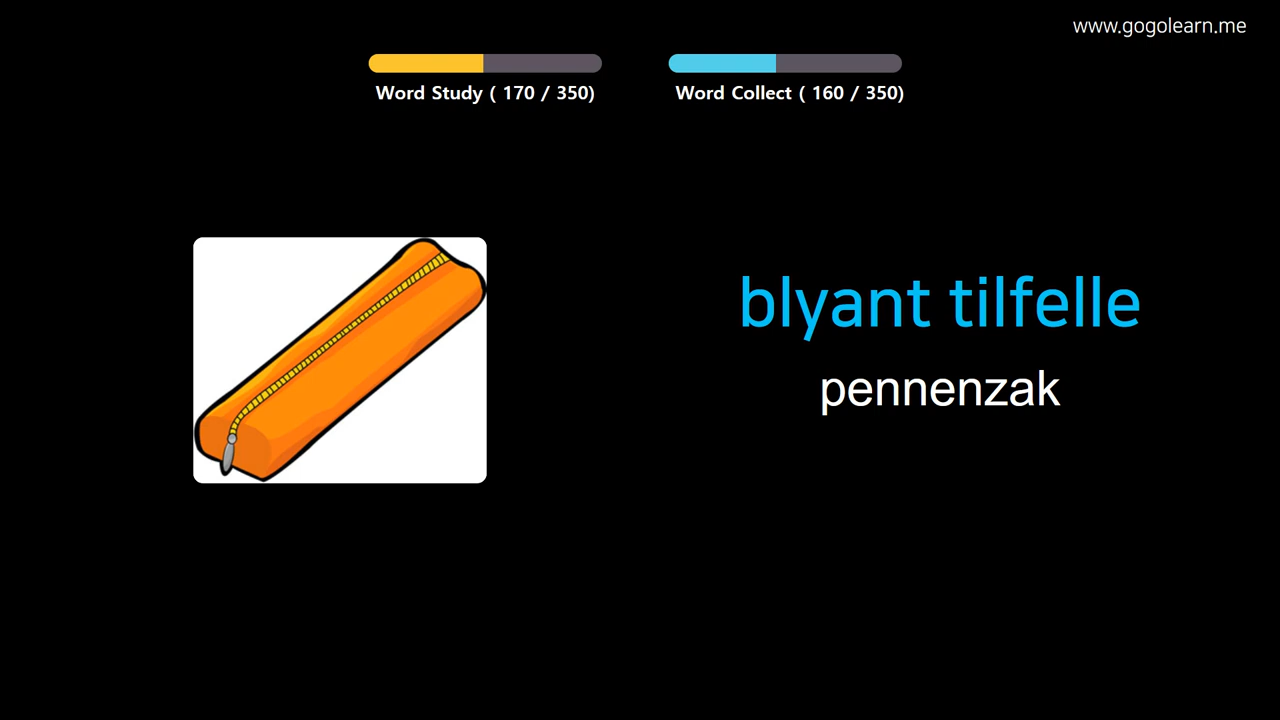 www.gogolearn.me
Word Study ( 170 / 350)
Word Collect ( 160 / 350)
blyant tilfelle
pennenzak